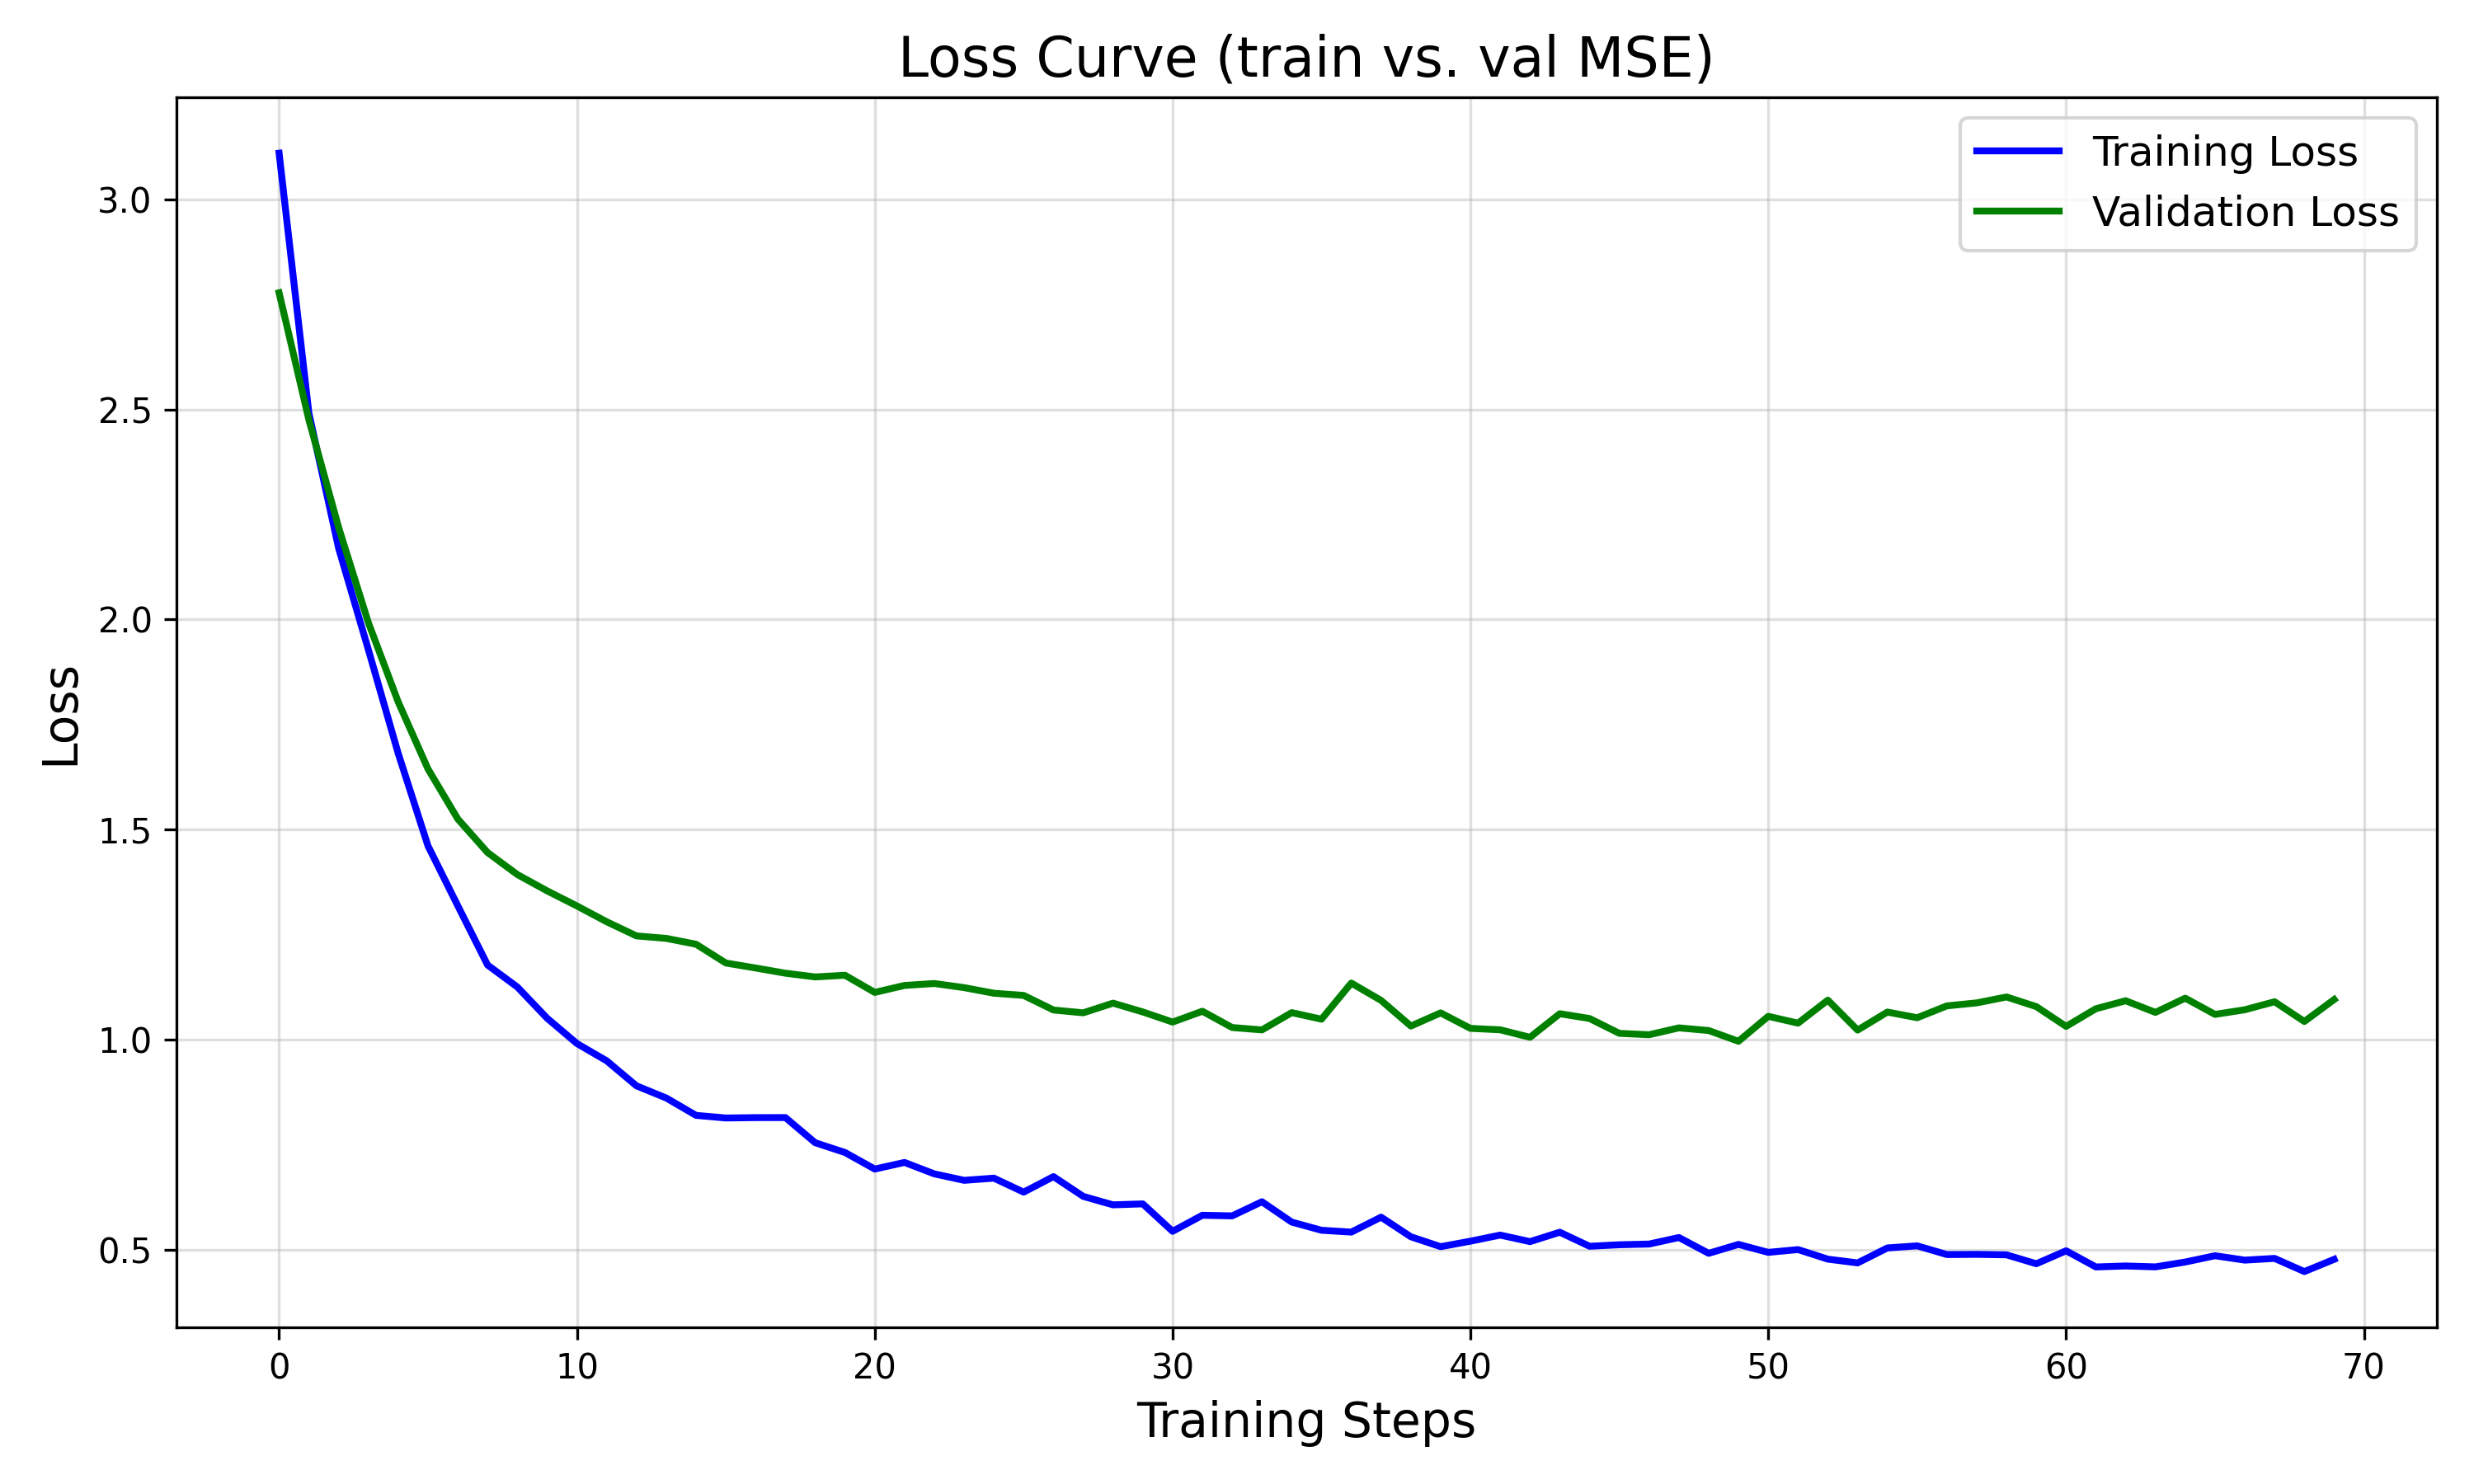 Loss Curve (train vs. val MSE)
Training Loss
Validation Loss
3.0
2.5
2.0
1.5
1.0
0.5
Loss
0 10 20 30 40 50 60 70
Training Steps